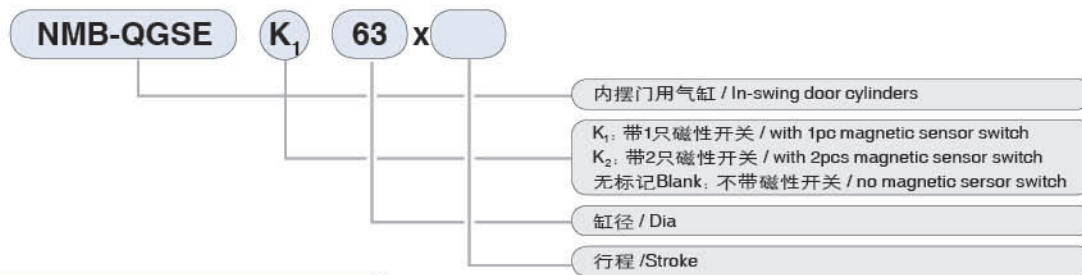 NMB-QGSE K₁ 63 x
内摆门用气缸 / In-swing door cylinders
K₁: 带1只磁性开关 / with 1pc magnetic sensor switch
K₂: 带2只磁性开关 / with 2pcs magnetic sensor switch
无标记Blank: 不带磁性开关 / no magnetic sersor switch
缸径 / Dia
行程 /Stroke